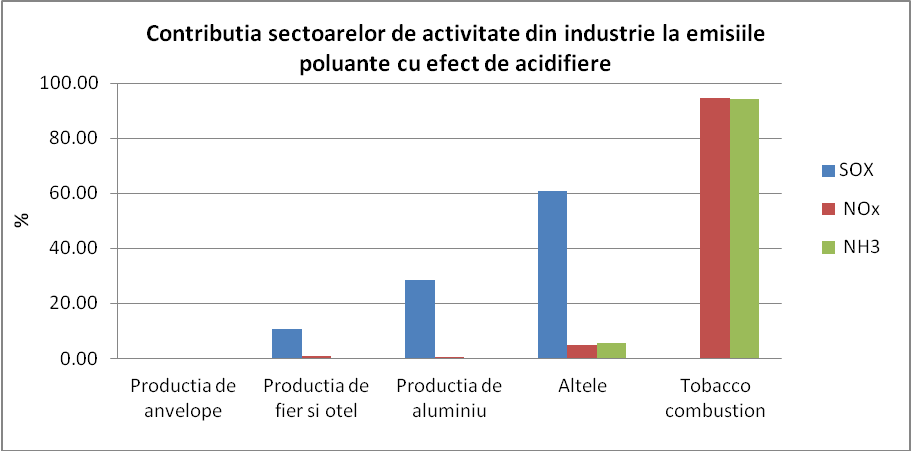 Contributia sectoarelor de activitate din industrie la emisiile
poluante cu efect de acidifiere
100.00
80.00
60.00
40.00
20.00
0.00
%
Productia de
anvelope
Productia de
fier si otel
Productia de
aluminiu
Altele
Tobacco
combustion
SOX
NOx
NH3